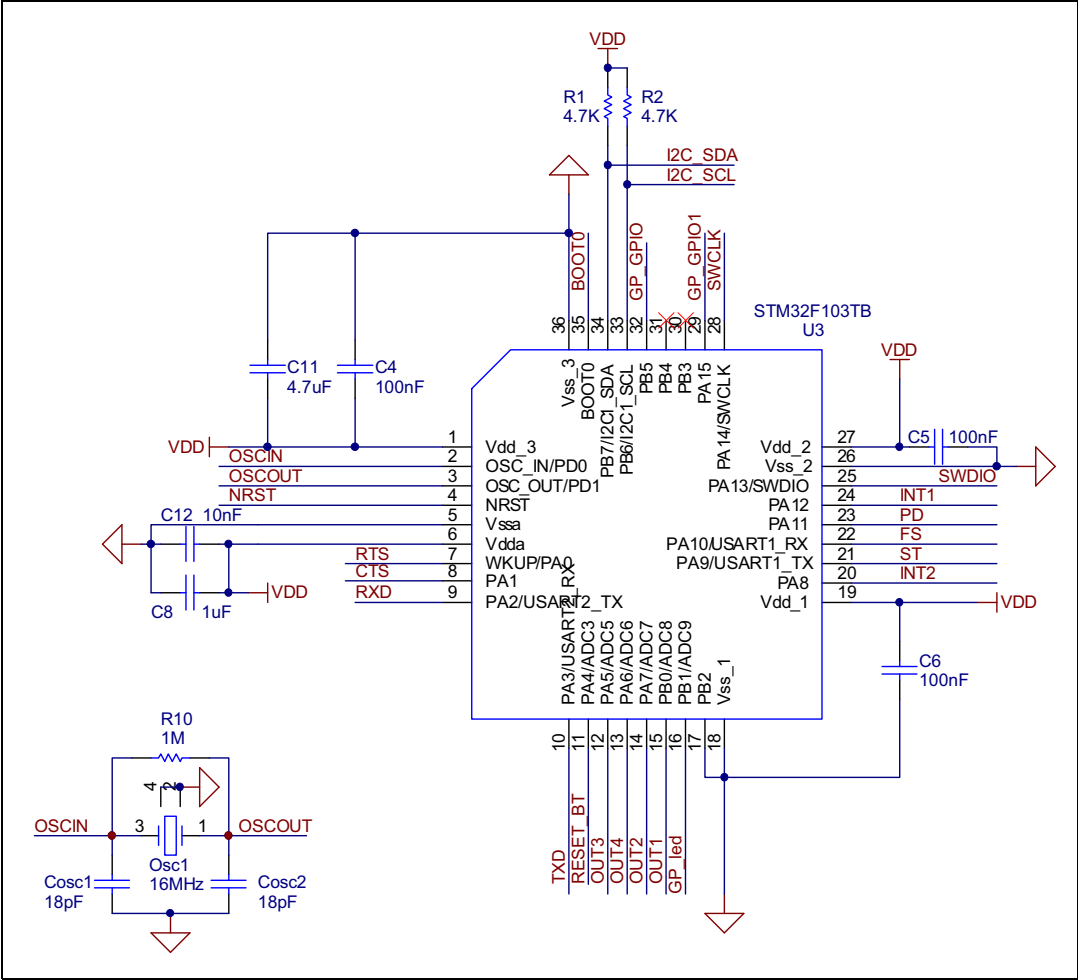 VDD
R1
4.7K
R2
4.7K
I2C_SDA
I2C_SCL
BOOT0
GP_GPIO
GP_GPIO1
SWCLK
36
35
34
33
32
31
30
29
28
STM32F103TB
U3
VDD
C11
4.7uF
C4
100nF
Vss_3
BOOT0
PB7/I2C1_SDA
PB6/I2C1_SCL
PB5
PB4
PB3
PA15
PA14/SWCLK
VDD
1
Vdd_3
OSCIN
2
OSC_IN/PD0
OSCOUT
3
OSC_OUT/PD1
NRST
4
NRST
C12
10nF
5
Vssa
6
Vdda
RTS
7
WKUP/PA0
CTS
8
PA1
RXD
9
PA2/USART2_TX
C8
1uF
VDD
Vdd_2
27
C5
100nF
Vss_2
26
PA13/SWDIO
25
SWDIO
PA12
24
INT1
PA11
23
PD
PA10/USART1_RX
22
FS
PA9/USART1_TX
21
ST
PA8
20
INT2
Vdd_1
19
VDD
C6
100nF
PA3/USART2_RX
PA4/ADC3
PA5/ADC5
PA6/ADC6
PA7/ADC7
PB0/ADC8
PB1/ADC9
PB2
Vss_1
10
11
12
13
14
15
16
17
18
TXD
RESET_BT
OUT3
OUT4
OUT2
OUT1
GP_led
R10
1M
4
2
OSCIN
3
1
OSCOUT
Osc1
16MHz
Cosc1
18pF
Cosc2
18pF